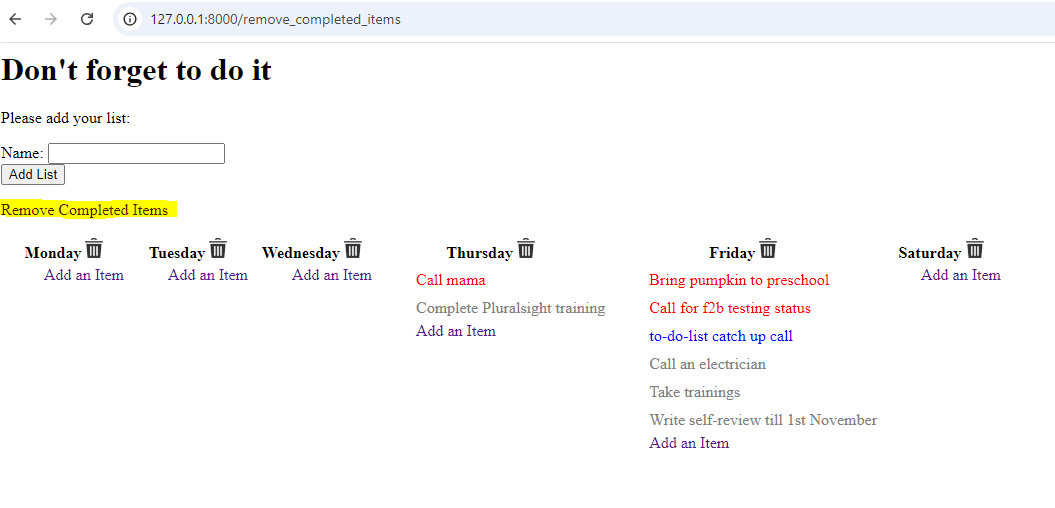 127.0.0.1:8000/remove_completed_items
Don't forget to do it
Please add your list:
Name:
Add List
Remove Completed Items
Monday Tuesday Wednesday Thursday Friday Saturday
Add an Item Add an Item Add an Item Call mama Bring pumpkin to preschool Add an Item
Complete Pluralsight training Call for f2b testing status
Add an Item to-do-list catch up call
Call an electrician
Take trainings
Write self-review till 1st November
Add an Item